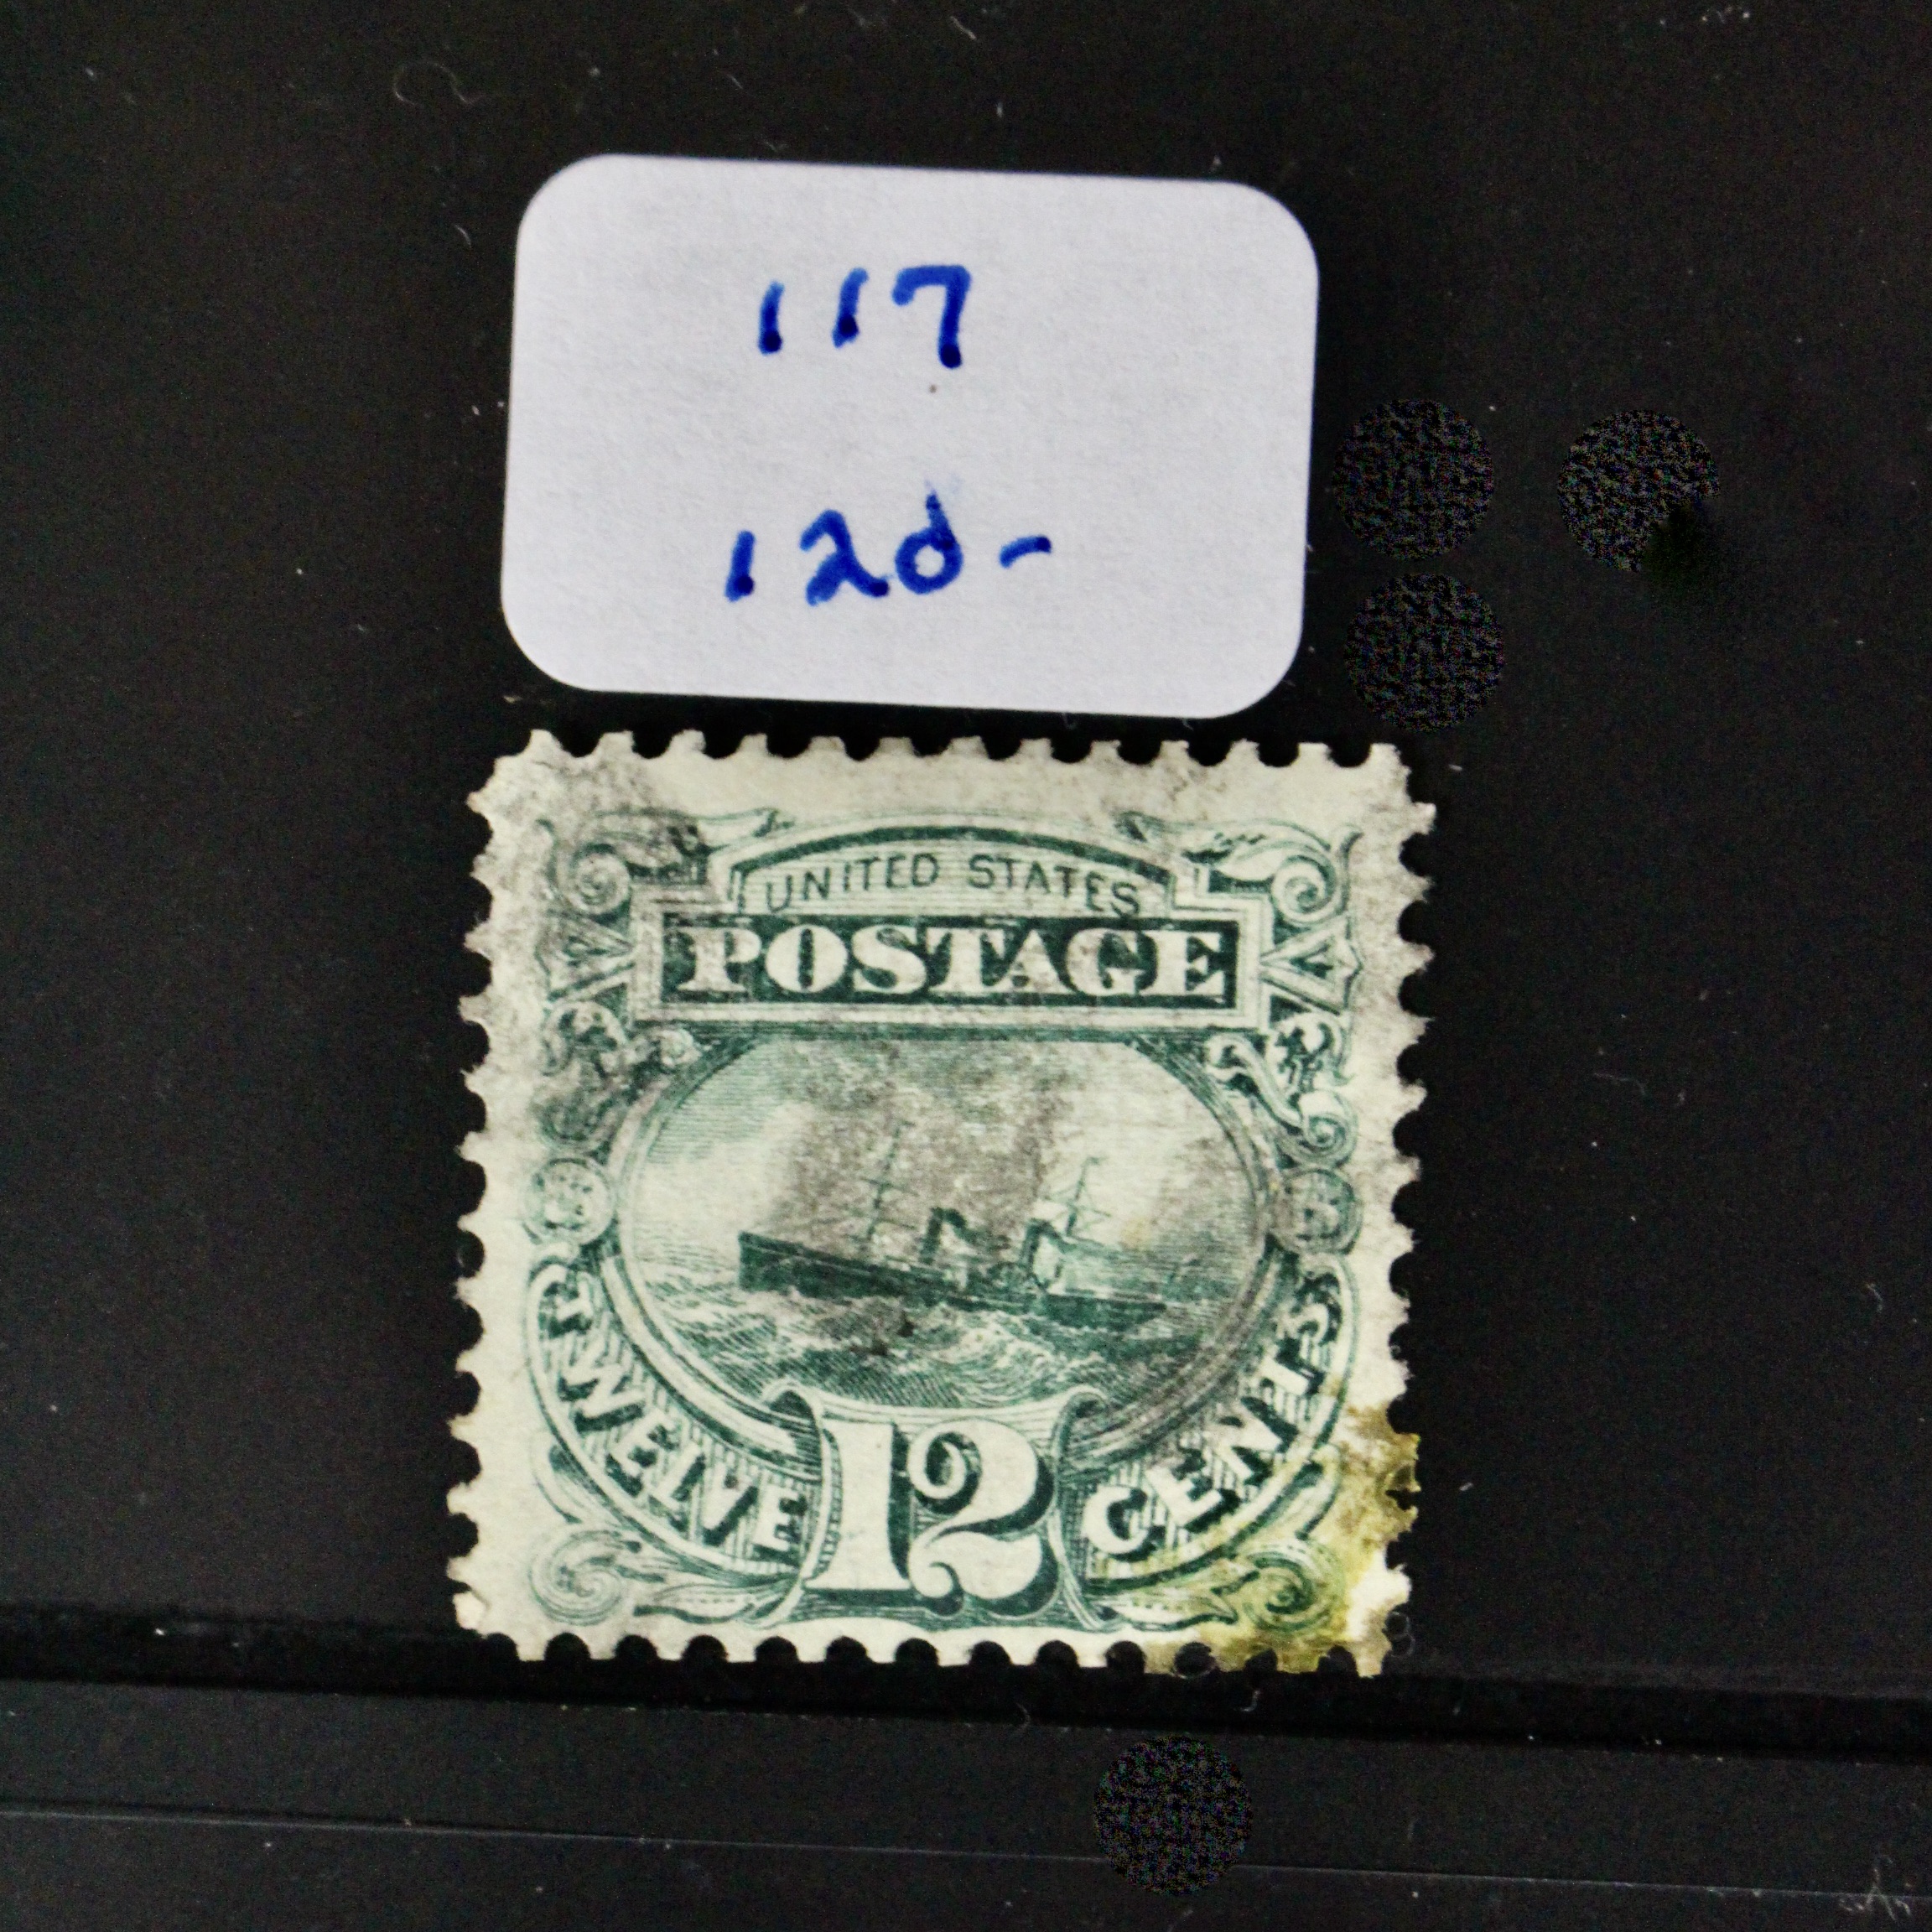 117
120-
UNITED STATES
POSTAGE
TWELVE 12 CENTS